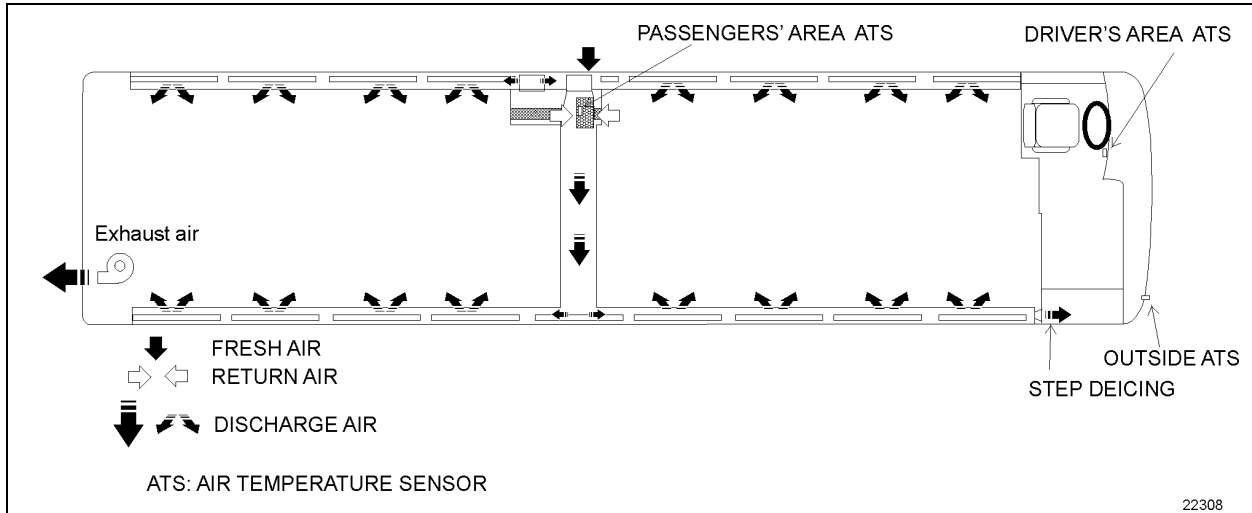 PASSENGERS' AREA ATS
DRIVER'S AREA ATS
Exhaust air
OUTSIDE ATS
STEP DEICING
FRESH AIR
RETURN AIR
DISCHARGE AIR
ATS: AIR TEMPERATURE SENSOR
22308